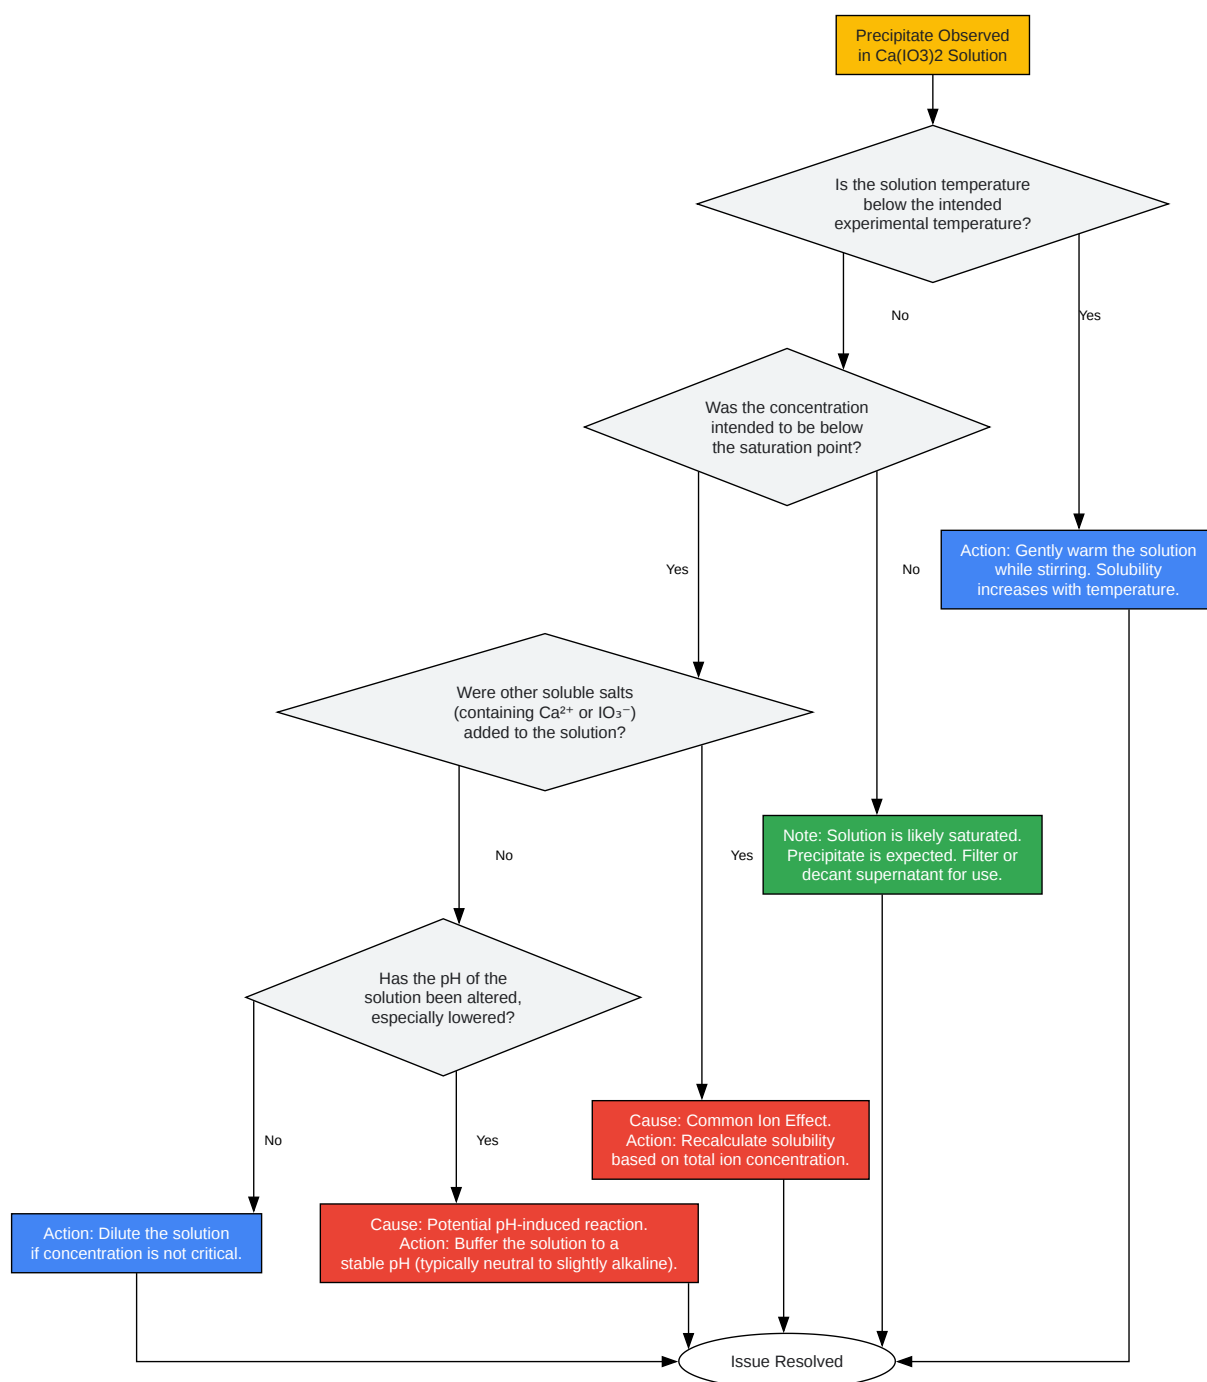 Precipitate Observed
in Ca(IO3)2 Solution
Is the solution temperature
below the intended
experimental temperature?
No
Yes
Was the concentration
intended to be below
the saturation point?
Action: Gently warm the solution
while stirring. Solubility
increases with temperature.
Yes
No
Were other soluble salts
(containing Ca²⁺ or IO₃⁻)
added to the solution?
Note: Solution is likely saturated.
Precipitate is expected. Filter or
decant supernatant for use.
No
Yes
Has the pH of the
solution been altered,
especially lowered?
Cause: Common Ion Effect.
Action: Recalculate solubility
based on total ion concentration.
No
Yes
Action: Dilute the solution
if concentration is not critical.
Cause: Potential pH-induced reaction.
Action: Buffer the solution to a
stable pH (typically neutral to slightly alkaline).
Issue Resolved